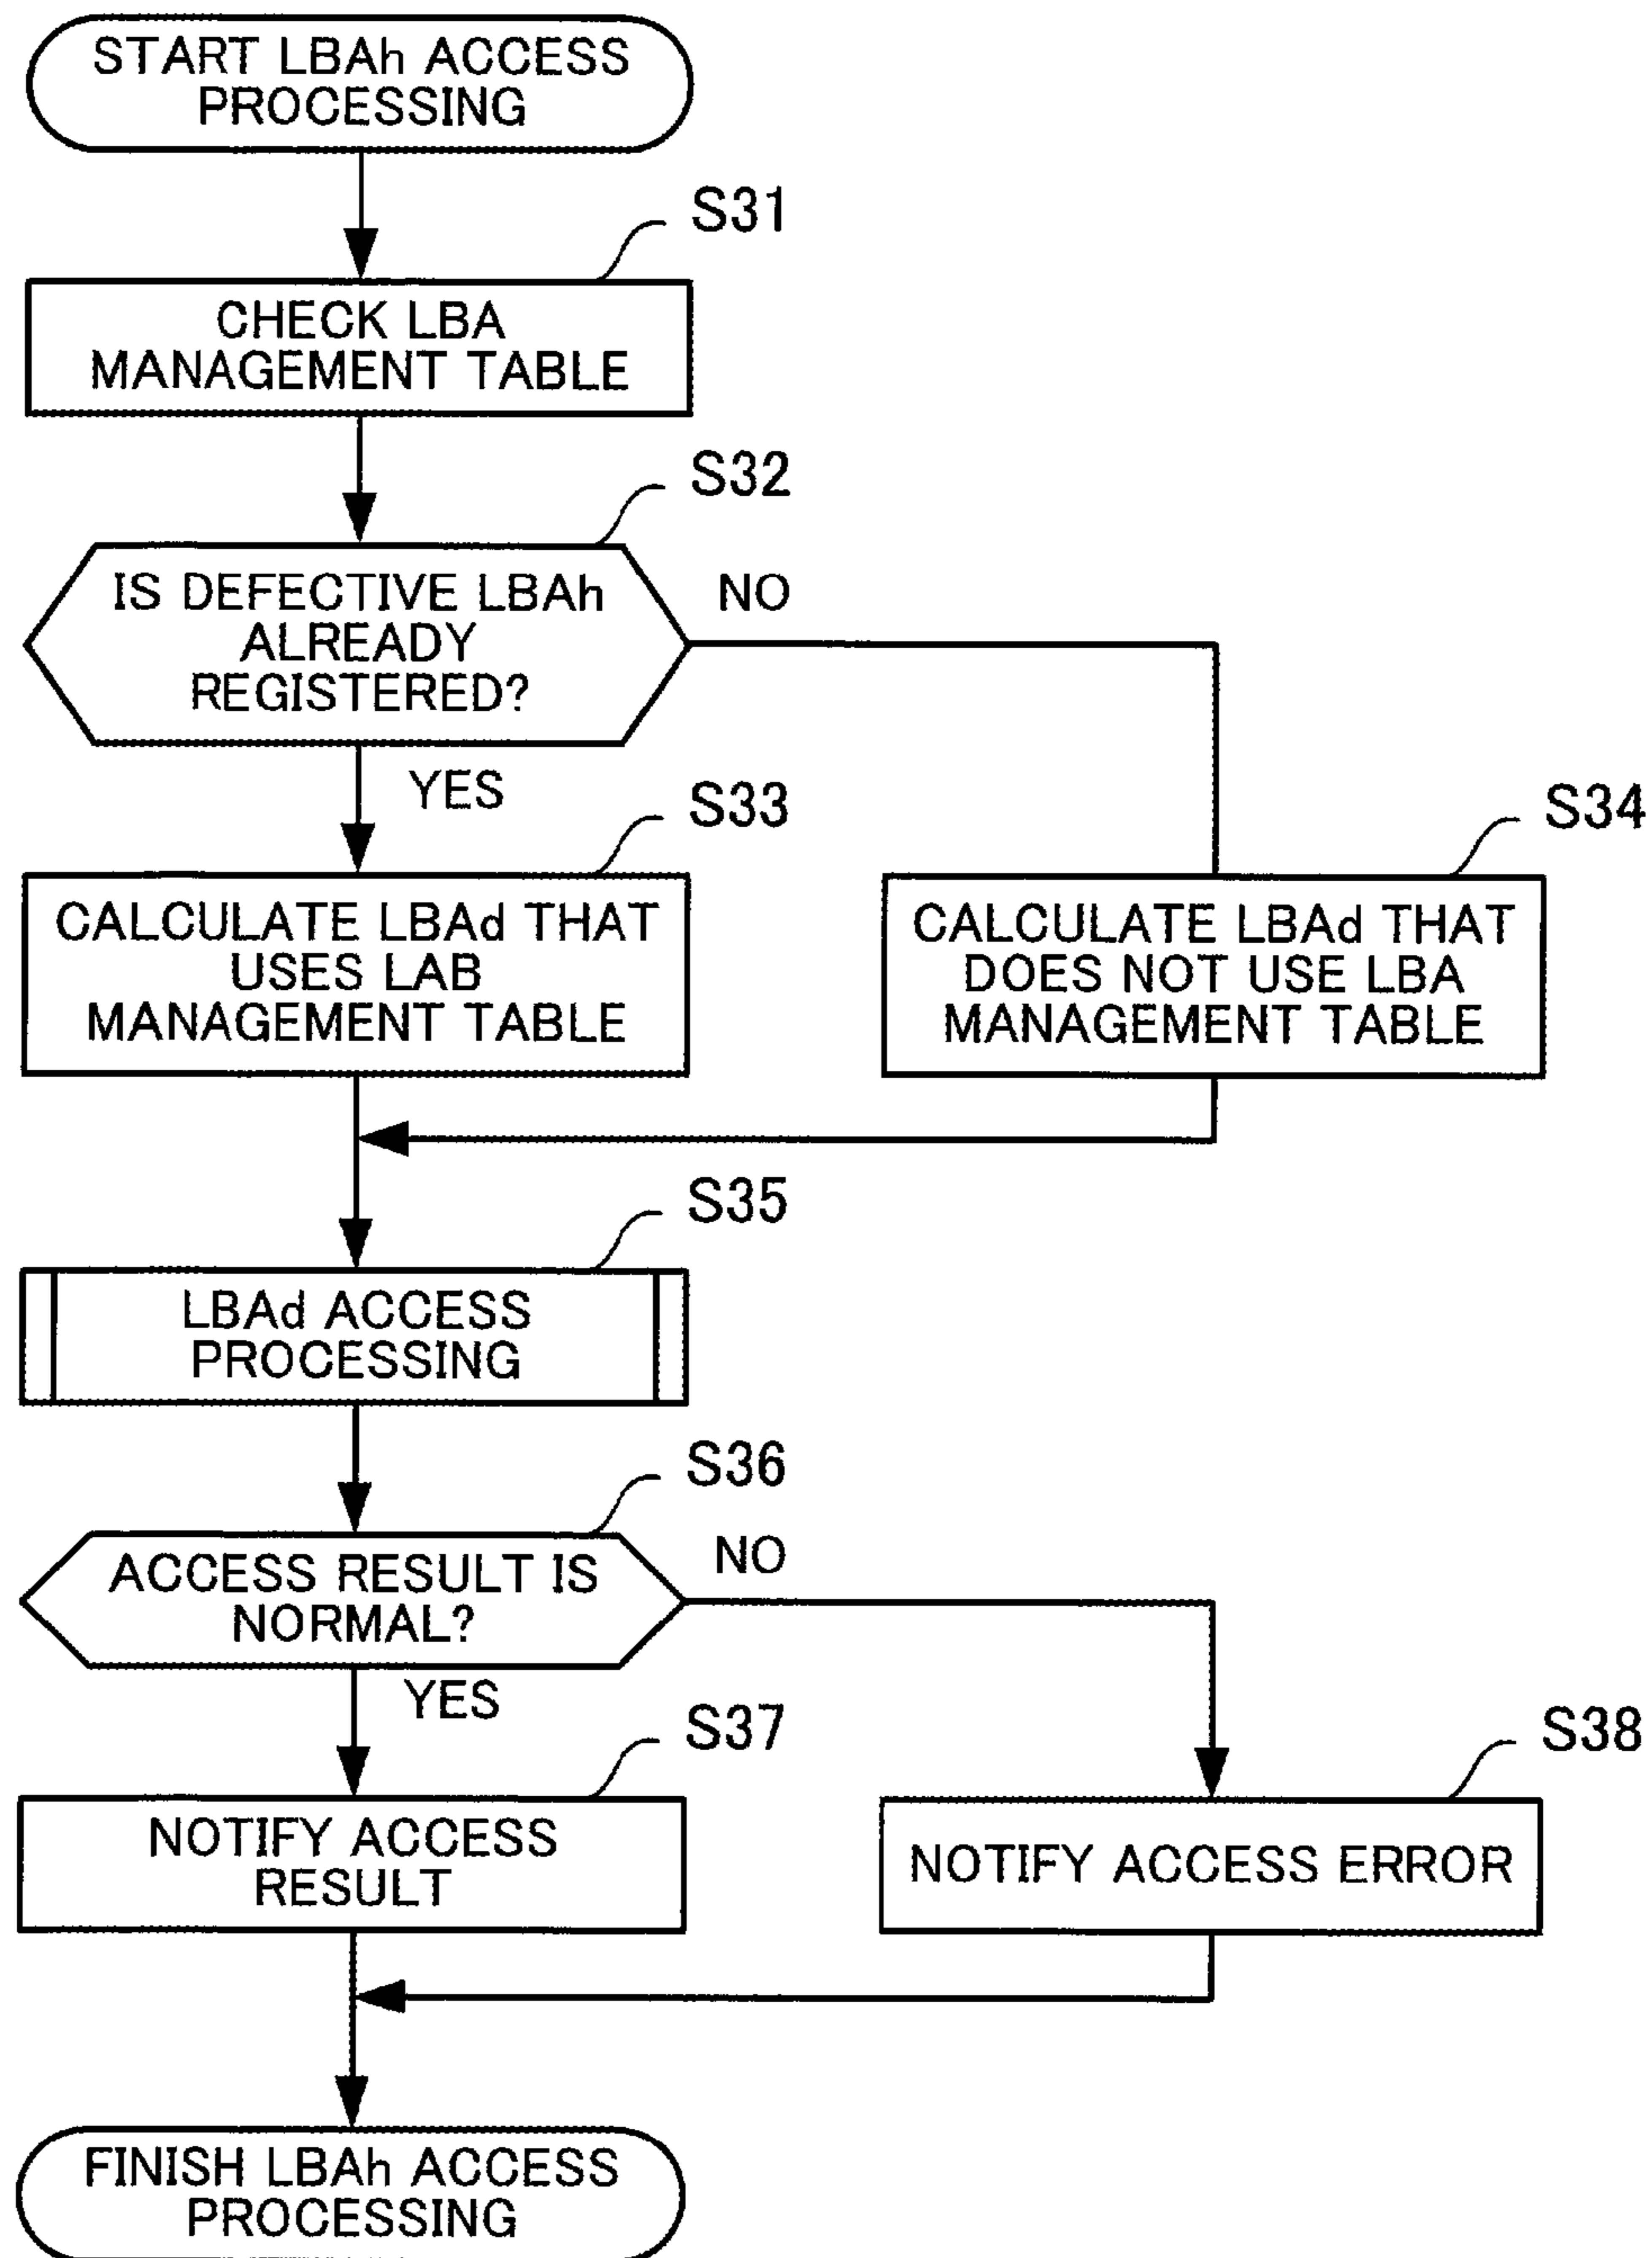 START LBAh ACCESS
PROCESSING
S31
CHECK LBA
MANAGEMENT TABLE
S32
IS DEFECTIVE LBAh
ALREADY
REGISTERED?
NO
YES
S33
CALCULATE LBAd THAT
USES LAB
MANAGEMENT TABLE
S34
CALCULATE LBAd THAT
DOES NOT USE LBA
MANAGEMENT TABLE
S35
LBAd ACCESS
PROCESSING
S36
ACCESS RESULT IS
NORMAL?
NO
YES
S37
NOTIFY ACCESS
RESULT
S38
NOTIFY ACCESS ERROR
FINISH LBAh ACCESS
PROCESSING